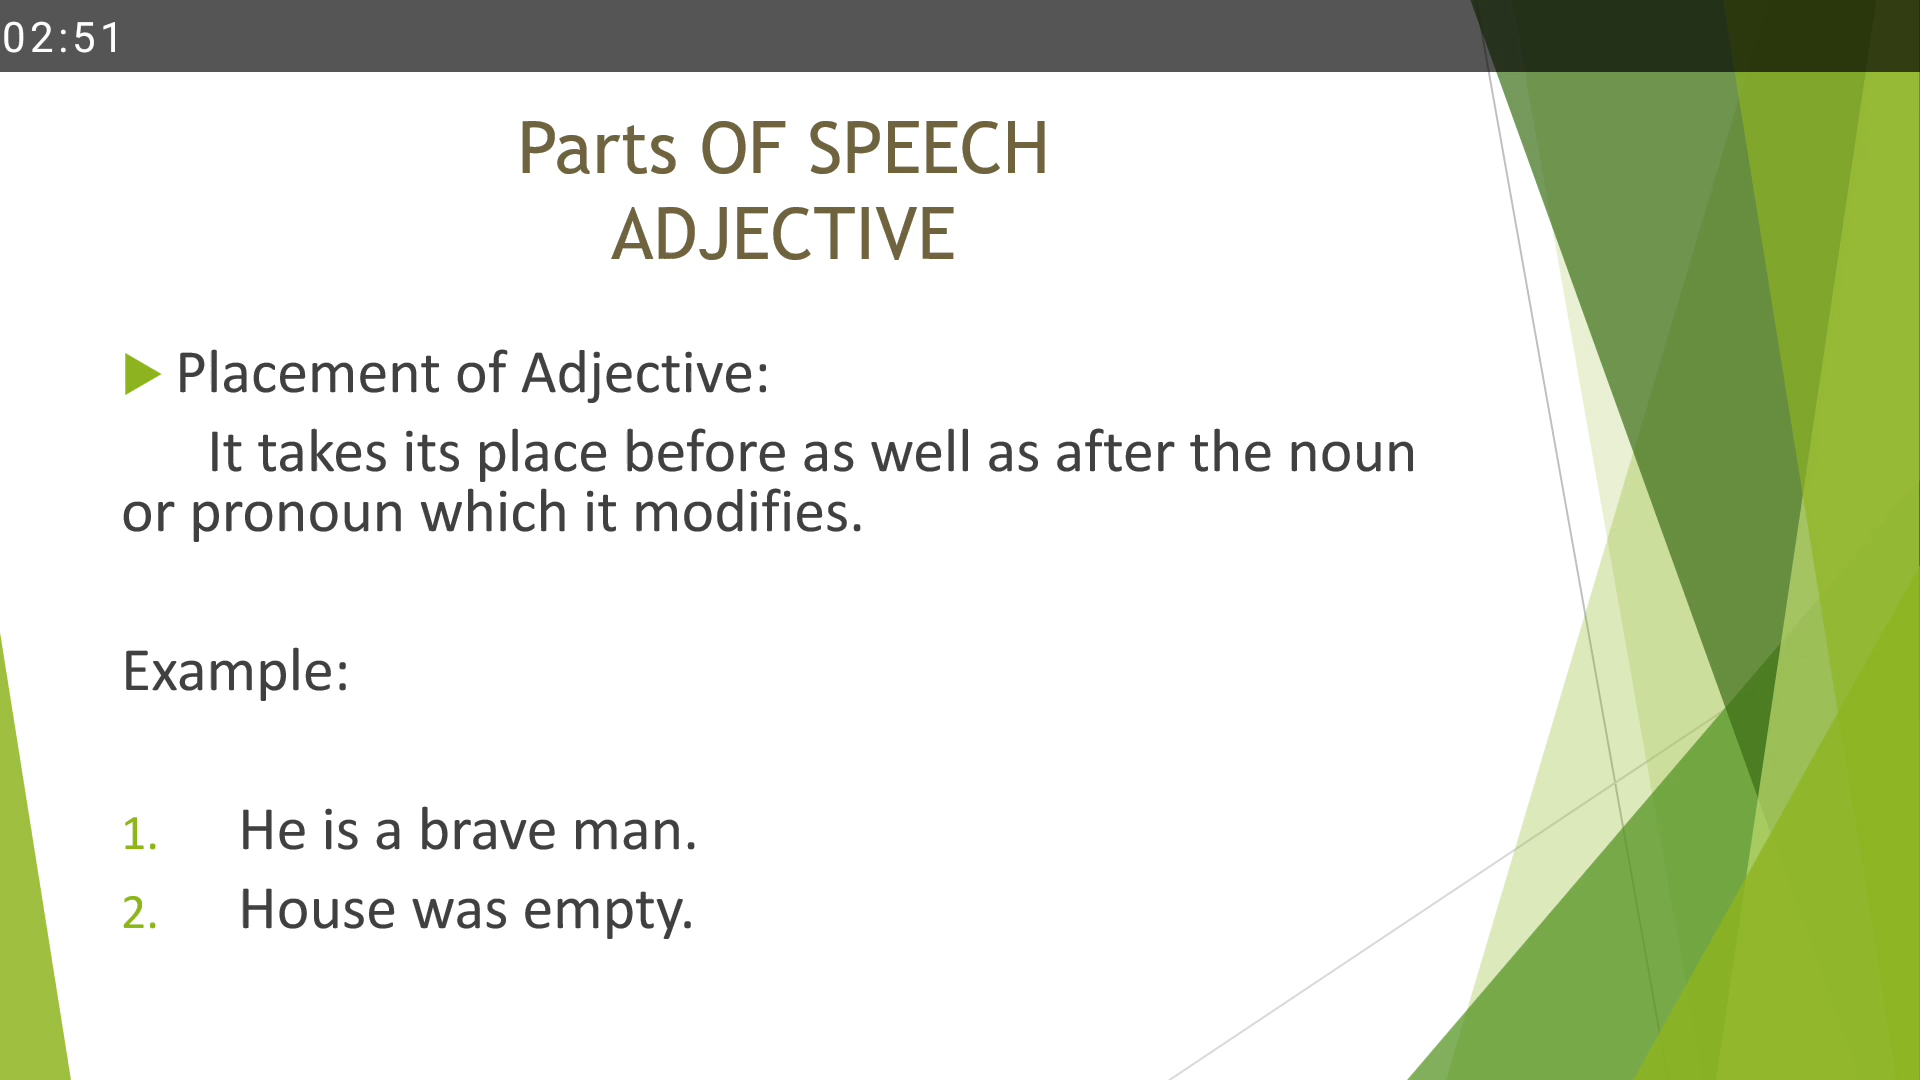 02:51
Parts OF SPEECH
ADJECTIVE
Placement of Adjective:
It takes its place before as well as after the noun
or pronoun which it modifies.
Example:
1. He is a brave man.
2. House was empty.